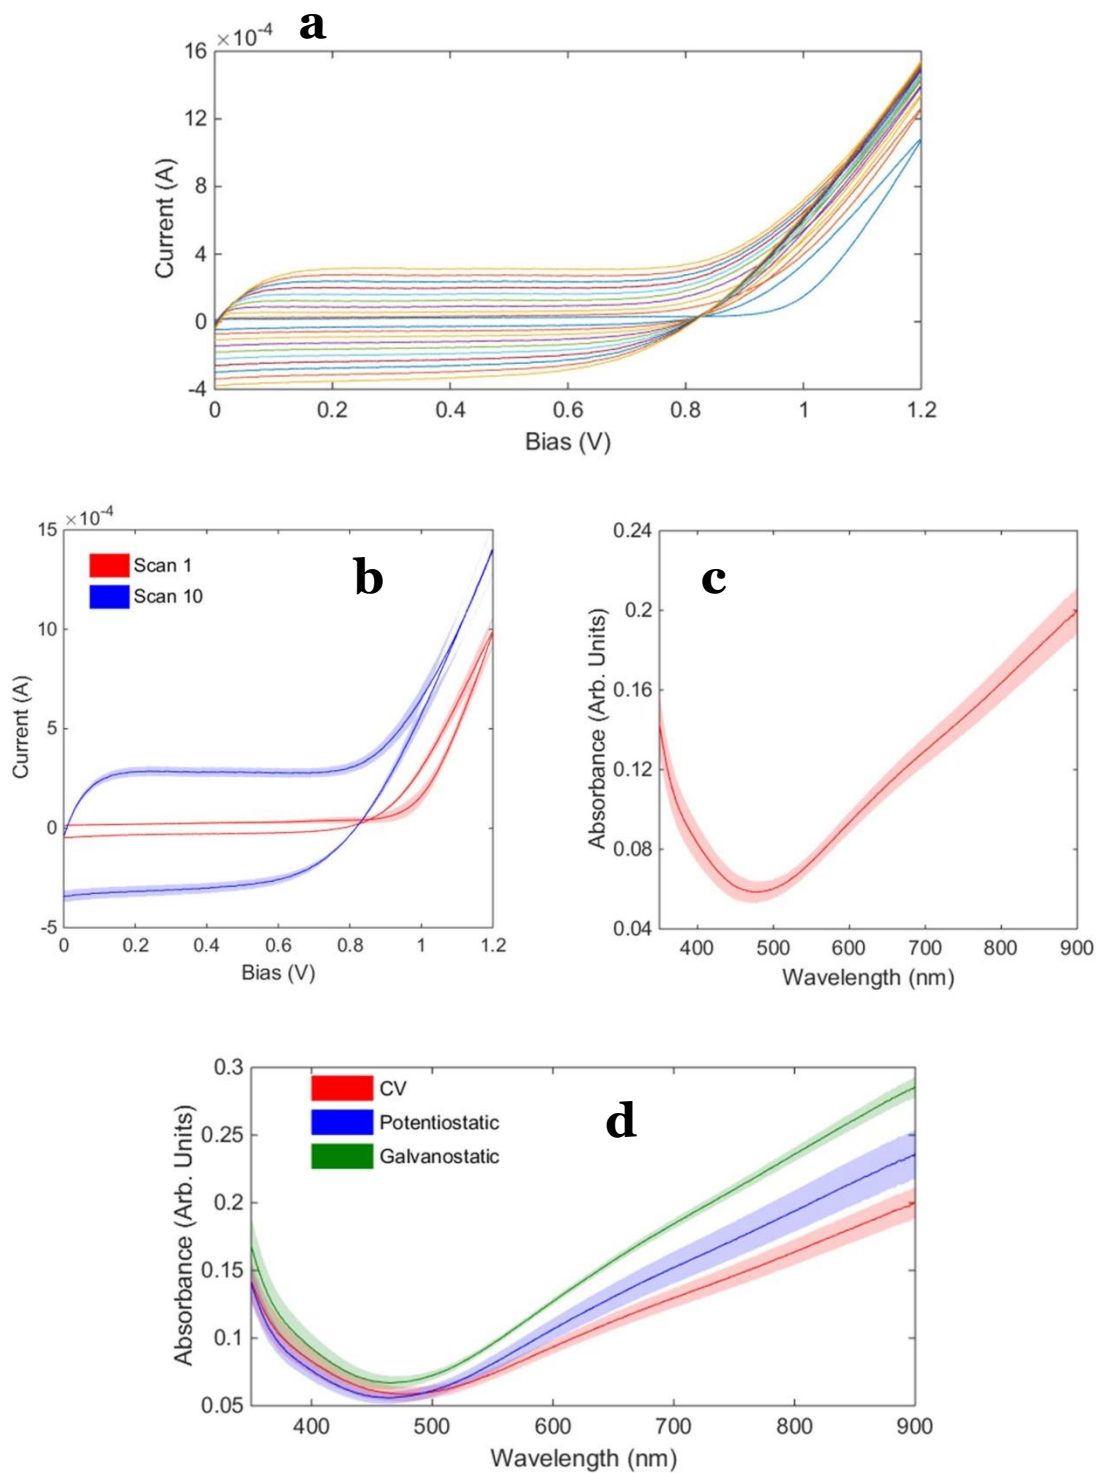 a
×10-4
16
12
8
4
0
-4
Current (A)
0 0.2 0.4 0.6 0.8 1 1.2
Bias (V)
b
×10-4
15
10
5
0
-5
Scan 1
Scan 10
Current (A)
0 0.2 0.4 0.6 0.8 1 1.2
Bias (V)
c
0.24
0.2
0.16
0.12
0.08
0.04
Absorbance (Arb. Units)
400 500 600 700 800 900
Wavelength (nm)
d
0.3
0.25
0.2
0.15
0.1
0.05
CV
Potentiostatic
Galvanostatic
Absorbance (Arb. Units)
400 500 600 700 800 900
Wavelength (nm)